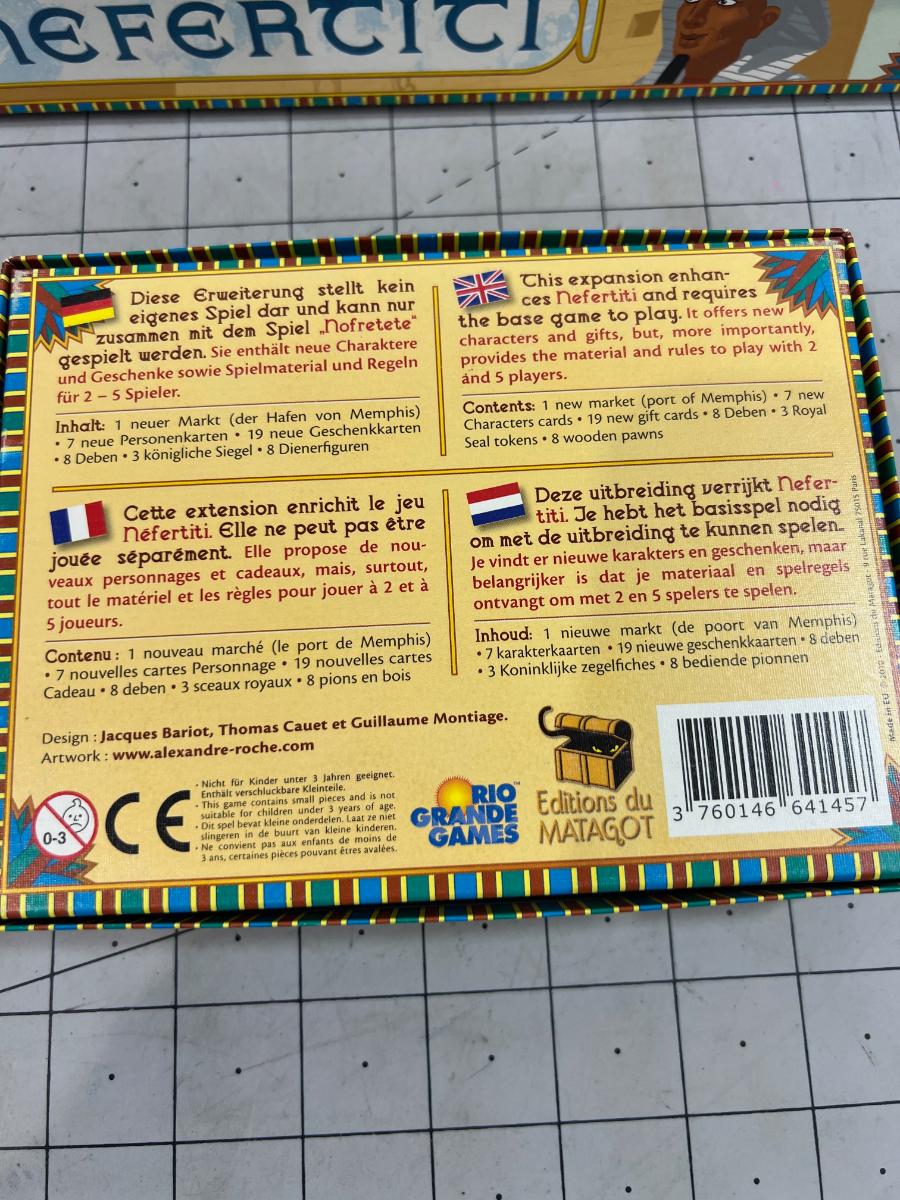 NEFERTITI
Diese Erweiterung stellt kein
eigenes Spiel dar und kann nur
zusammen mit dem Spiel „Nofretete“
gespielt werden. Sie enthält neue Charaktere
und Geschenke sowie Spielmaterial und Regeln
für 2 – 5 Spieler.
Inhalt: 1 neuer Markt (der Hafen von Memphis)
• 7 neue Personenkarten • 19 neue Geschenkkarten
• 8 Deben • 3 königliche Siegel • 8 Dienerfiguren
This expansion enhan-
ces Nefertiti and requires
the base game to play. It offers new
characters and gifts, but, more importantly,
provides the material and rules to play with 2
and 5 players.
Contents: 1 new market (port of Memphis) • 7 new
Characters cards • 19 new gift cards • 8 Deben • 3 Royal
Seal tokens • 8 wooden pawns
Cette extension enrichit le jeu
Néfertiti. Elle ne peut pas être
jouée séparément. Elle propose de nou-
veaux personnages et cadeaux, mais, surtout,
tout le matériel et les règles pour jouer à 2 et à
5 joueurs.
Contenu : 1 nouveau marché (le port de Memphis)
• 7 nouvelles cartes Personnage • 19 nouvelles cartes
Cadeau • 8 deben • 3 sceaux royaux • 8 pions en bois
Deze uitbreiding verrijkt Nefer-
titi. Je hebt het basisspel nodig
om met de uitbreiding te kunnen spelen.
Je vindt er nieuwe karakters en geschenken, maar
belangrijker is dat je materiaal en spelregels
ontvangt om met 2 en 5 spelers te spelen.
Inhoud: 1 nieuwe markt (de poort van Memphis)
• 7 karakterkaarten • 19 nieuwe geschenkkaarten • 8 deben
• 3 Koninklijke zegelfiches • 8 bediende pionnen
Made in EU © 2010 - Editions du Matagot - 9 rue Lakanal 75015 Paris
Design : Jacques Bariot, Thomas Cauet et Guillaume Montiage.
Artwork : www.alexandre-roche.com
0-3
CE
• Nicht für Kinder unter 3 Jahren geeignet.
Enthält verschluckbare Kleinteile.
• This game contains small pieces and is not
suitable for children under 3 years of age.
• Dit spel bevat kleine onderdelen. Laat ze niet
slingeren in de buurt van kleine kinderen.
• Ne convient pas aux enfants de moins de
3 ans, certaines pièces pouvant êtres avalées.
RIO
GRANDE
GAMES
TM
Editions du
MATAGOT
3 760146 641457